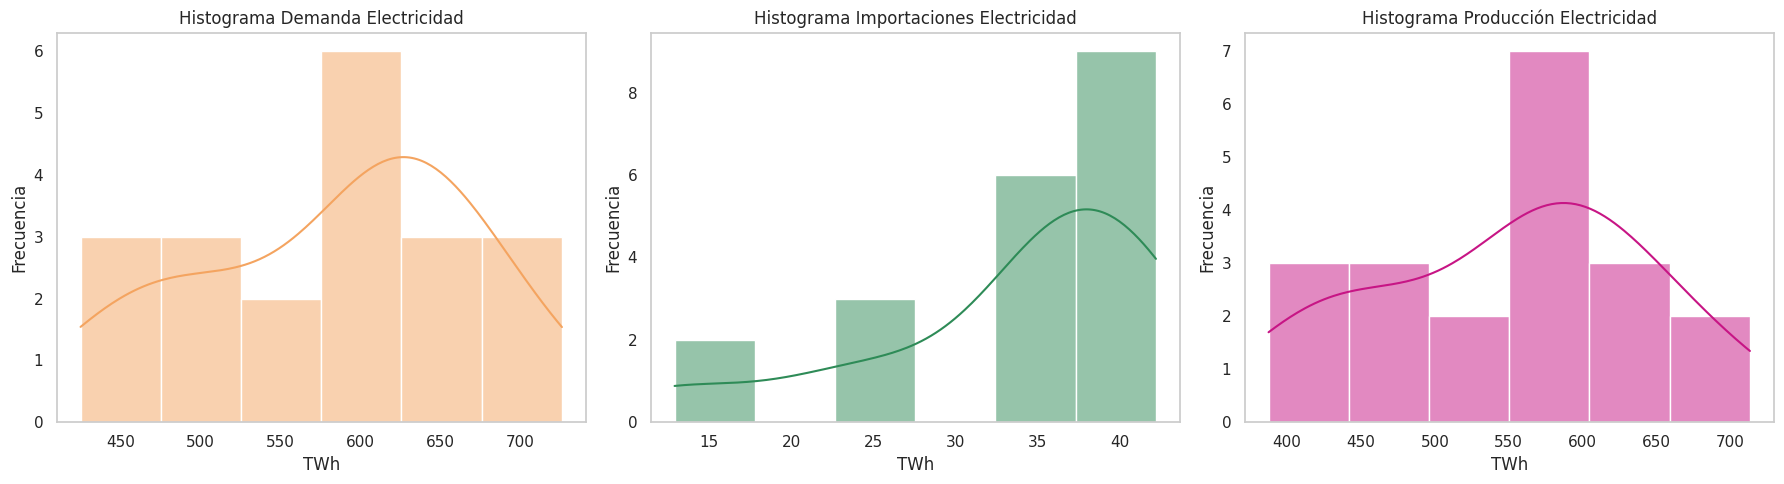 Histograma Demanda Electricidad
Frecuencia
6
5
4
3
2
1
0
450 500 550 600 650 700
TWh
Histograma Importaciones Electricidad
Frecuencia
8
6
4
2
0
15 20 25 30 35 40
TWh
Histograma Producción Electricidad
Frecuencia
7
6
5
4
3
2
1
0
400 450 500 550 600 650 700
TWh